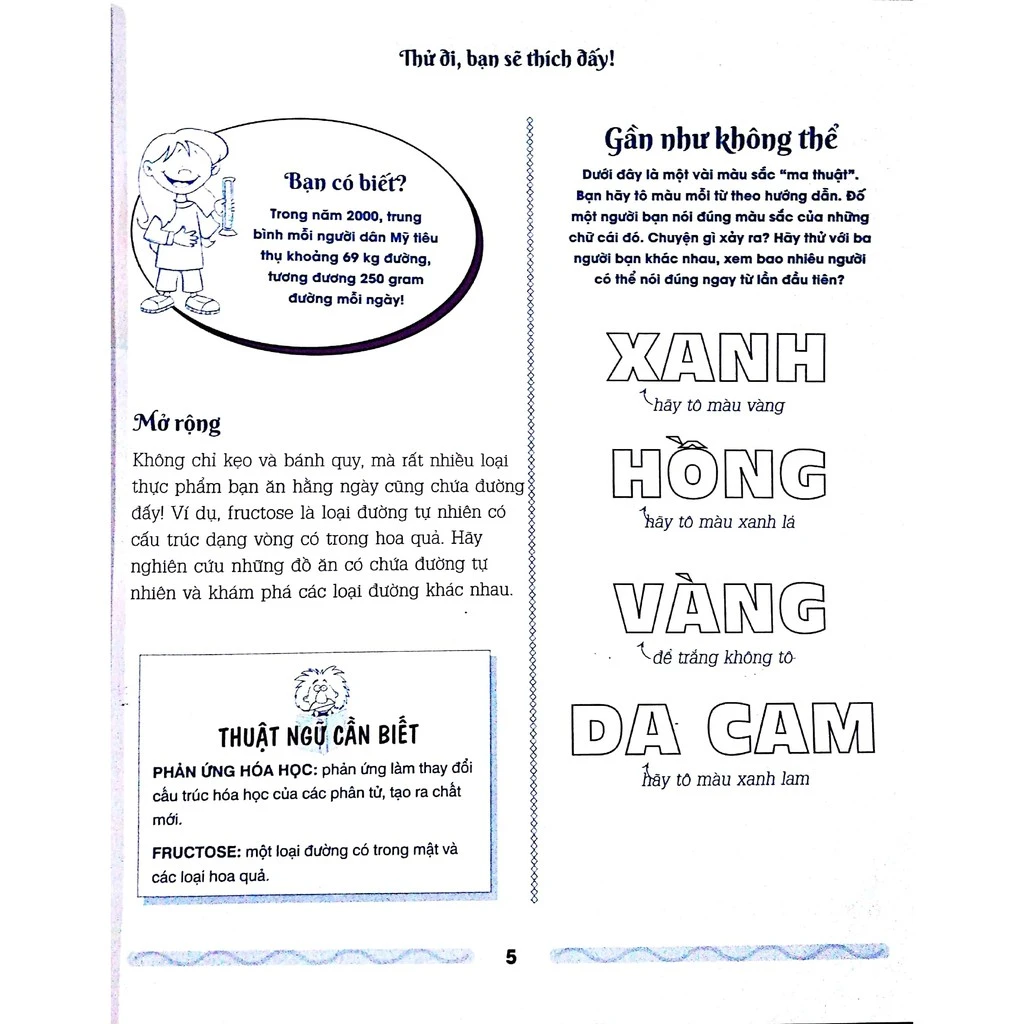 Thử đi, bạn sẽ thích đấy!
Bạn có biết?
Trong năm 2000, trung
bình mỗi người dân Mỹ tiêu
thụ khoảng 69 kg đường,
tương đương 250 gram
đường mỗi ngày!
Mở rộng
Không chỉ kẹo và bánh quy, mà rất nhiều loại
thực phẩm bạn ăn hằng ngày cũng chứa đường
đấy! Ví dụ, fructose là loại đường tự nhiên có
cấu trúc dạng vòng có trong hoa quả. Hãy
nghiên cứu những đồ ăn có chứa đường tự
nhiên và khám phá các loại đường khác nhau.
THUẬT NGỮ CẦN BIẾT
PHẢN ỨNG HÓA HỌC: phản ứng làm thay đổi
cấu trúc hóa học của các phân tử, tạo ra chất
mới.
FRUCTOSE: một loại đường có trong mật và
các loại hoa quả.
Gần như không thể
Dưới đây là một vài màu sắc “ma thuật”.
Bạn hãy tô màu mỗi từ theo hướng dẫn. Đố
một người bạn nói đúng màu sắc của những
chữ cái đó. Chuyện gì xảy ra? Hãy thử với ba
người bạn khác nhau, xem bao nhiêu người
có thể nói đúng ngay từ lần đầu tiên?
XANH
hãy tô màu vàng
HỒNG
hãy tô màu xanh lá
VÀNG
để trắng không tô
DA CAM
hãy tô màu xanh lam
5